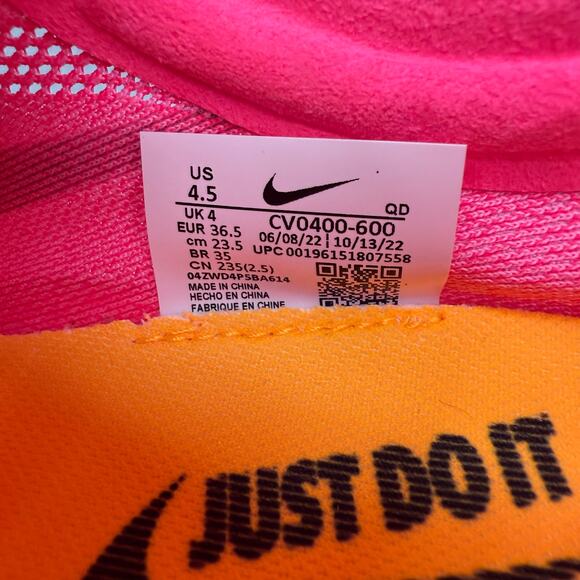 US
4.5
UK 4
EUR 36.5
cm 23.5
BR 35
CN 235(2.5)
04ZWD4P5BA614
MADE IN CHINA
HECHO EN CHINA
FABRIQUE EN CHINE
QD
CV0400-600
06/08/22 | 10/13/22
UPC 00196151807558
JUST DO IT